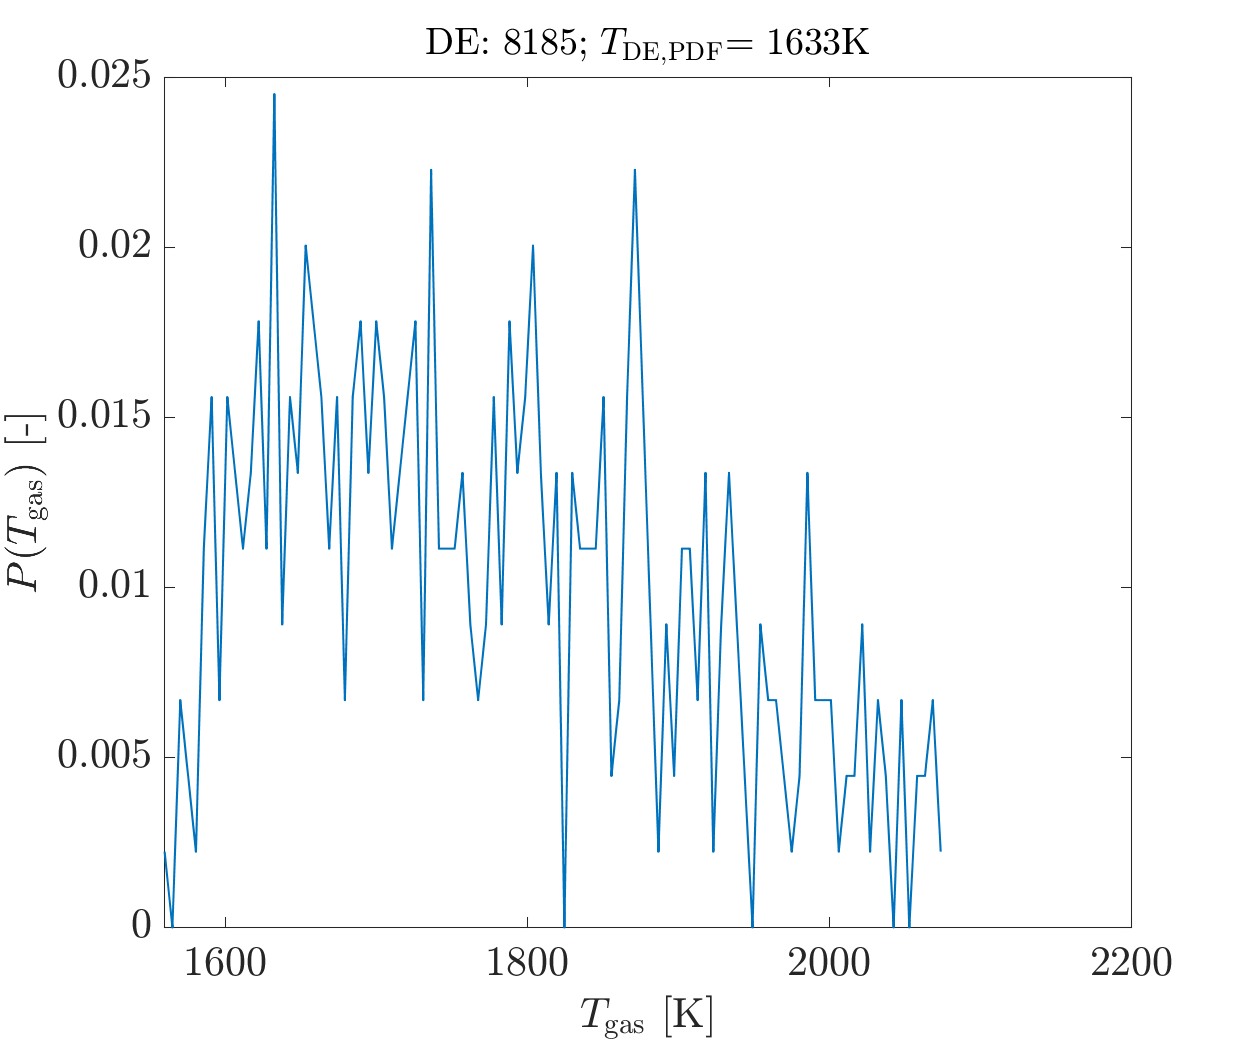 DE: 8185; T_DE,PDF= 1633K
0.025
0.02
0.015
0.01
0.005
0
P(T_gas) [-]
1600 1800 2000 2200
T_gas [K]